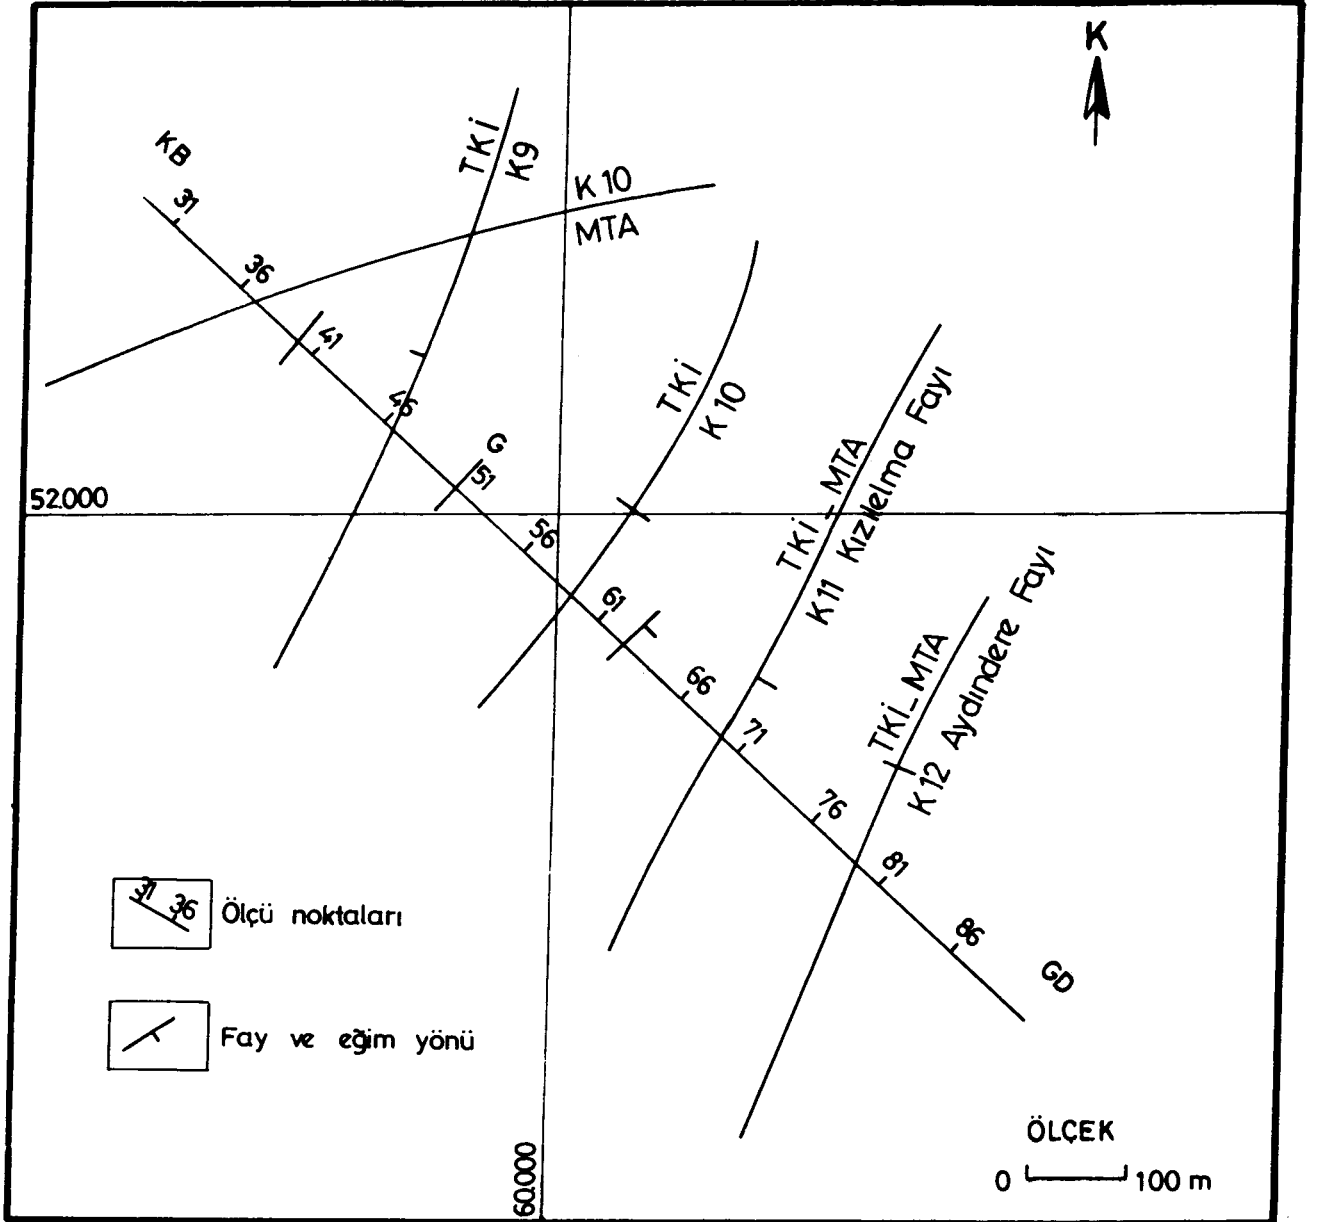 K
KB
TKİ
K9
K10
MTA
31
36
41
46
G
51
56
61
66
71
76
81
86
GD
TKİ
K10
TKİ_MTA
K11 Kızılelma Fayı
TKİ_MTA
K12 Aydındere Fayı
52.000
60.000
31 36
Ölçü noktaları
Fay ve eğim yönü
ÖLÇEK
0 100 m